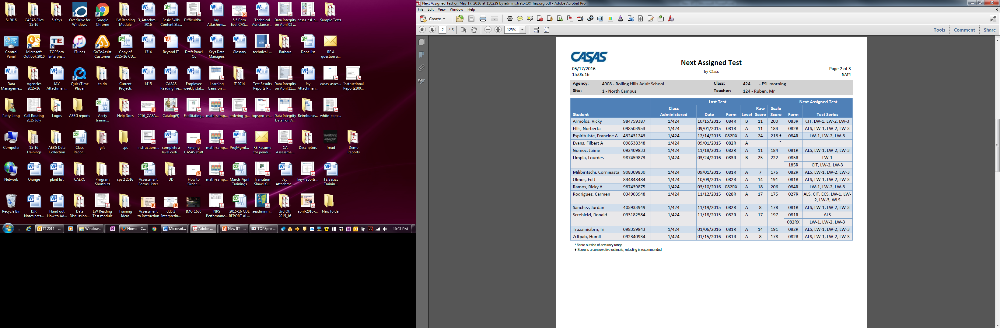 Si 2016
CASAS Files 15-16
5 Keys
OverDrive for Windows
Google Chrome
LW Reading Module
3_Attachm... 2016
Basic Skills Content Sta...
DifficultPa...
Jay Attachme...
5.5 Pgm Eval.CAS...
Technical Assistance ...
Data Integrity on April 03 ...
casas-esl-h...
Sample Tests
Control Panel
Microsoft Outlook 2010
TOPSpro Enterpris...
iTunes
GoToAssist Customer
Copy of 2015-16 CD...
1314
Beyond IT
Draft Panel Qs
Keys Data Managers
Glossary
technical-...
Barbara
Done list
RE A question a...
Data Manageme...
Agencies 2015-16
JAY Attachmen...
QuickTime Player
to do
Current Projects
1415
CASAS Reading Fie...
Employee weekly stat...
Learning Gains on ...
IT 2014
Test Results Reports P...
Data Integrity on April 11,...
Jay Attachmen...
casas-asses...
Instructional Reports100...
Patty Long
Call Routing 2015 July
Logos
AEBG reports
Accty trainin...
Help Docs
2016_CASA...
Catalog(9)
Facilitating...
math-samp...
ordering-g...
topspro-en...
Data Integrity Detail on A...
Reimburse...
white-pape...
Computer
15-16 Trainings
AEBG Data Collection
Class Recor...
gifs
sps
instructions...
complete a level certi...
Finding CASAS stuff
math-samp...
ProjMgmt...
RE Resume for pendi...
CA Assessme...
Descriptors
freud
Demo Reports
Network
Orange
plant list
CAERC
Program Shortcuts
sps 2 2016
Assessment Forms Lister
DD
How to Order ...
math-samp...
March_April Trainings
Transition Shawl Ki...
Jay Attachme...
key-reports...
TE Basics Trainin...
Recycle Bin
DIR Notes.pcts...
Hand out How to Ad...
Data Discussion...
LW Reading Test module
Training Ideas
Assessment to Instruction
dd5.3 Interpretin...
IMG_1680
NRS Performanc...
2015-16 CDE REPORT AL...
aeadminm...
3rd Qtr 2015_16
april-2016-...
New folder
IT 2014 - ...
Window...
Home - C...
Microsof...
Adobe ...
New IIT - ...
TOPSpro ...
10:37 PM
Next Assigned Test on May 17, 2016 at 150239 by administrator1@rhas.org.pdf - Adobe Acrobat Pro
File Edit View Window Help
Create
2 / 3 125%
Tools Comment Share
CASAS
Next Assigned Test
05/17/2016
by Class
Page 2 of 3
15:05:16
NAT4
Agency: 4908 - Rolling Hills Adult School Class: 424 - ESL morning
Site: 1 - North Campus Teacher: 124 - Ruben, Mr
Last Test Next Assigned Test
Student Class Administered Date Form Level Raw Score Scale Score Form Test Series
Armolos, Vicky 984759387 1/424 10/15/2015 084R B 11 200 083R CIT, LW-1, LW-2, LW-3
Ellis, Norberta 098503953 1/424 09/01/2015 081R A 11 184 082R ALS, LW-1, LW-2, LW-3
Espirituiste, Francine A 432431243 1/424 12/14/2015 082RX A 24 218 ♦ 084R LW-1, LW-2, LW-3
Evans, Filbert A 098538348 1/424 09/01/2015 082R A *
Gomez, Jaime 092409833 1/424 11/18/2015 082R A 11 184 081R ALS, LW-1, LW-2, LW-3
Limpia, Lourdes 987459873 1/424 03/24/2016 083R B 25 222 085R LW-1
185R CIT, LW-2, LW-3
Milibiritschi, Cornieasta 908309830 1/424 09/01/2015 081R A 7 176 082R ALS, LW-1, LW-2, LW-3
Olmos, Ed J 834848484 1/424 10/09/2015 082R A 14 191 081R ALS, LW-1, LW-2, LW-3
Ramos, Ricky A 987439875 1/424 03/10/2016 082RX A 18 206 084R LW-1, LW-2, LW-3
Rodriguez, Carmen 034903948 1/424 11/12/2015 028R A 17 175 027R ALS, CIT, ECS, LW-1, LW-
2, LW-3, WLS
Sanchez, Jurdan 405933949 1/424 11/19/2015 082R A 8 178 081R ALS, LW-1, LW-2, LW-3
Screbicizi, Ronald 093182584 1/424 11/18/2015 082R A 17 197 081R ALS
082RX LW-1, LW-2, LW-3
Trazainicibrn, Iri 098359843 1/424 01/06/2016 081R A 14 191 082R ALS, LW-1, LW-2, LW-3
Zritpab, Humil 092340934 1/424 01/15/2016 081R A 8 178 082R ALS, LW-1, LW-2, LW-3
* Score outside of accuracy range
♦ Score is a conservative estimate; retesting is recommended